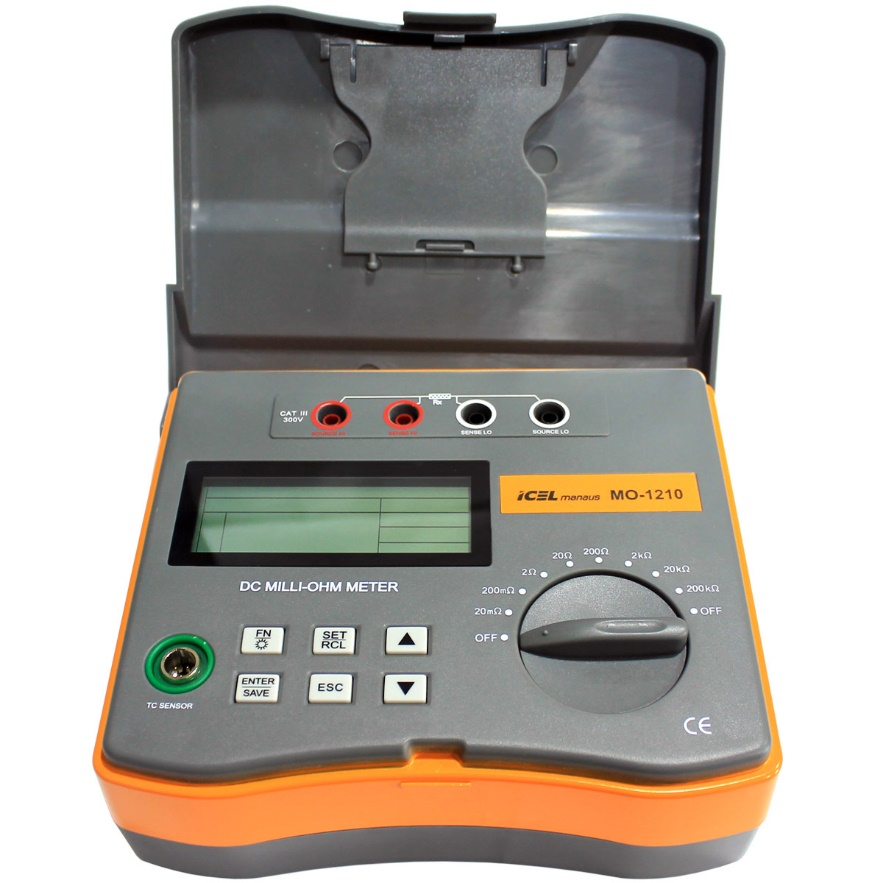 CAT III
300V
Rx
SENSE LO
SOURCE LO
iCEL manaus MO-1210
DC MILLI-OHM METER
OFF
20mΩ
200mΩ
2Ω
20Ω
200Ω
2kΩ
20kΩ
200kΩ
OFF
FN
SET
RCL
▲
ENTER
SAVE
ESC
▼
TC SENSOR
CE